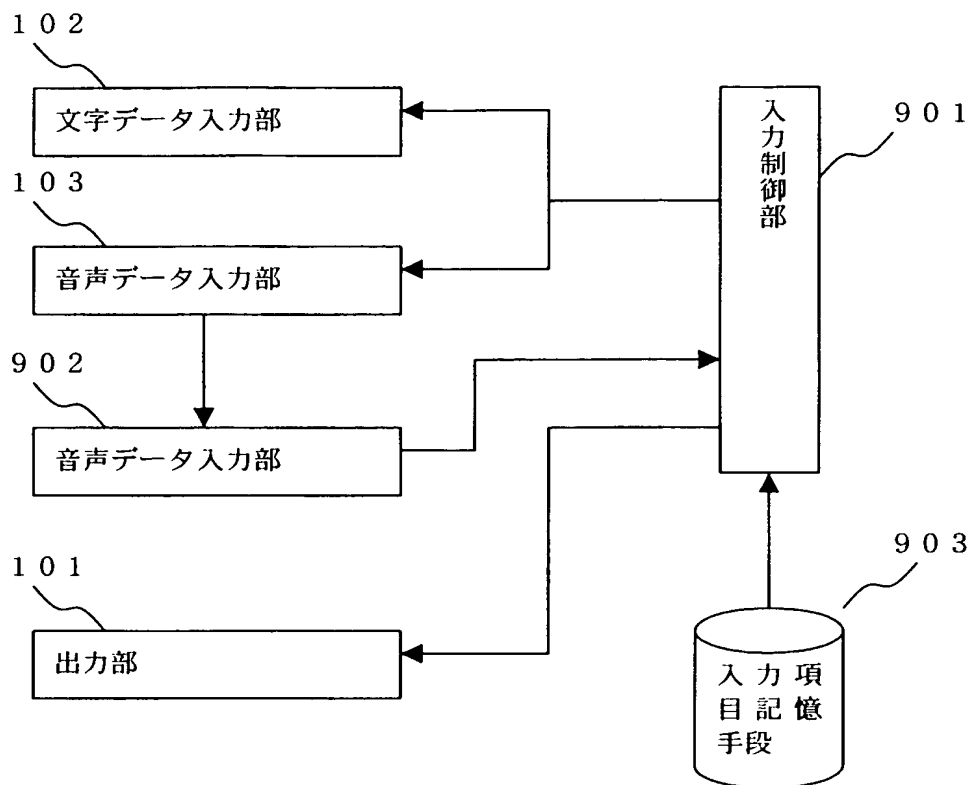 １０２
文字データ入力部
１０３
音声データ入力部
９０２
音声データ入力部
１０１
出力部
入力制御部
９０１
９０３
入力項
目記憶
手段